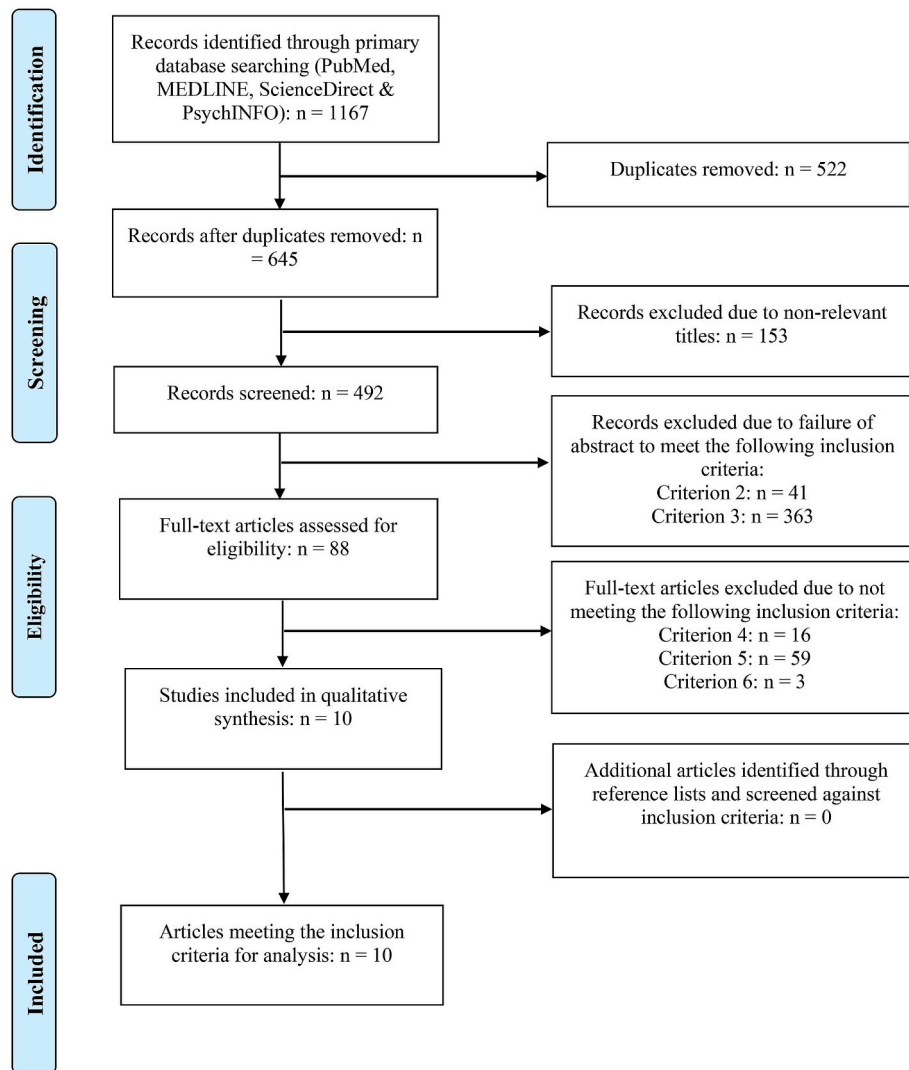 Identification
Records identified through primary
database searching (PubMed,
MEDLINE, ScienceDirect &
PsychINFO): n = 1167
Duplicates removed: n = 522
Records after duplicates removed: n
= 645
Screening
Records excluded due to non-relevant
titles: n = 153
Records screened: n = 492
Records excluded due to failure of
abstract to meet the following inclusion
criteria:
Criterion 2: n = 41
Criterion 3: n = 363
Eligibility
Full-text articles assessed for
eligibility: n = 88
Full-text articles excluded due to not
meeting the following inclusion criteria:
Criterion 4: n = 16
Criterion 5: n = 59
Criterion 6: n = 3
Studies included in qualitative
synthesis: n = 10
Additional articles identified through
reference lists and screened against
inclusion criteria: n = 0
Included
Articles meeting the inclusion
criteria for analysis: n = 10